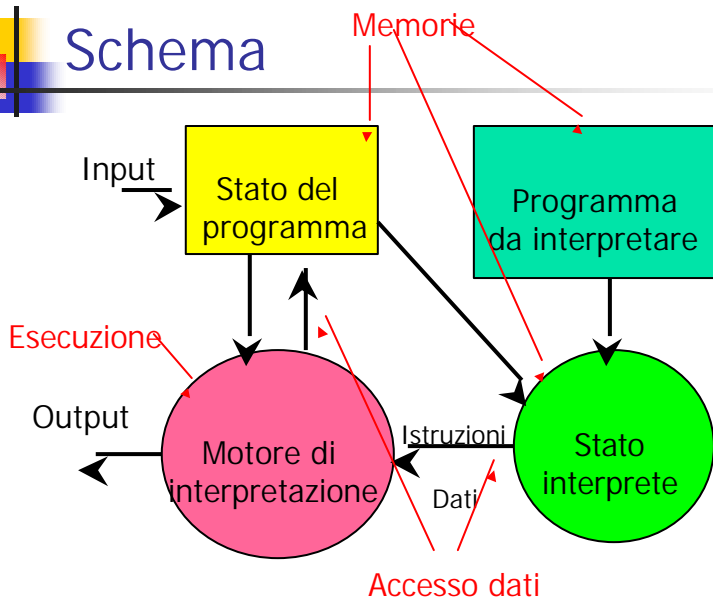 Schema
Memorie
Input
Stato del
programma
Programma
da interpretare
Esecuzione
Output
Motore di
interpretazione
Istruzioni
Dati
Stato
interprete
Accesso dati